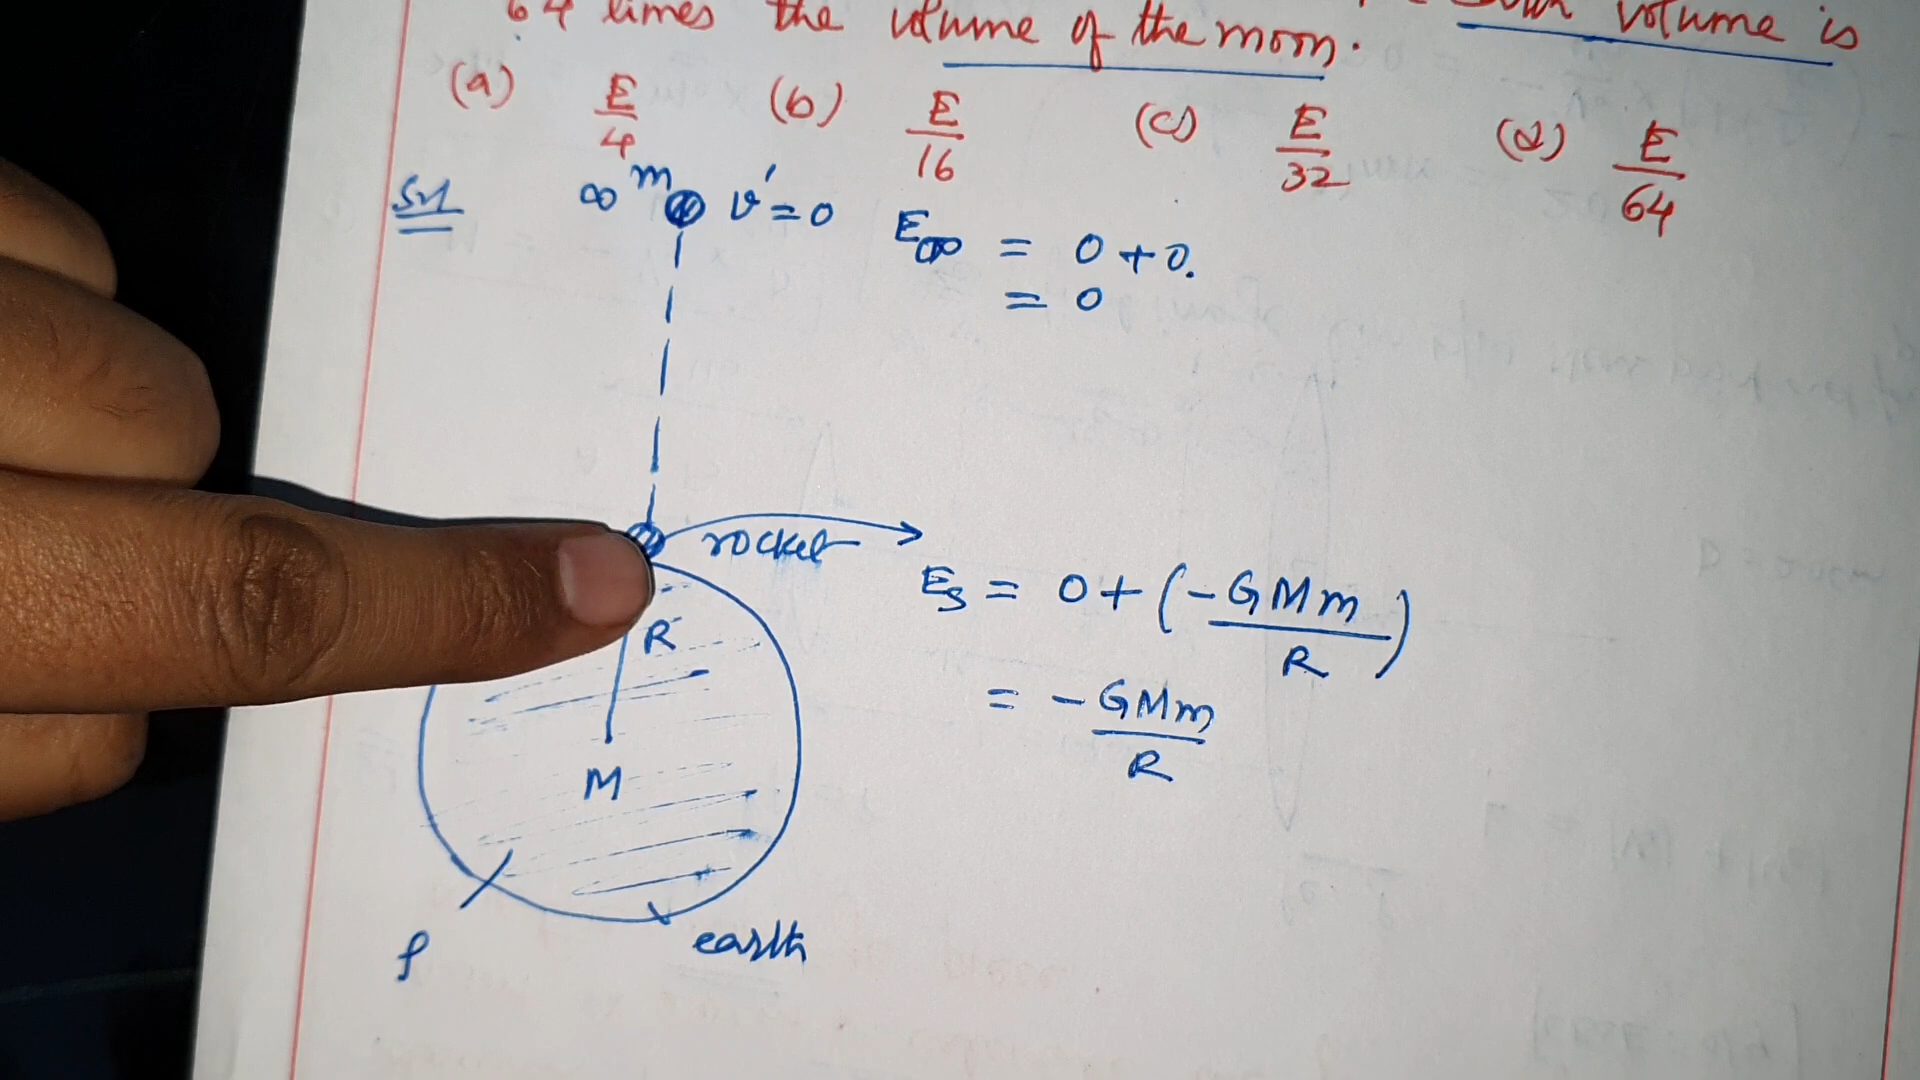 64 times the volume of the moon. volume is
(a) E/4 (b) E/16 (c) E/32 (d) E/64
Sol
∞ m v' = 0
E∞ = 0 + 0.
= 0
rocket
Es = 0 + (-GMm/R)
= -GMm/R
R
M
ρ
earth